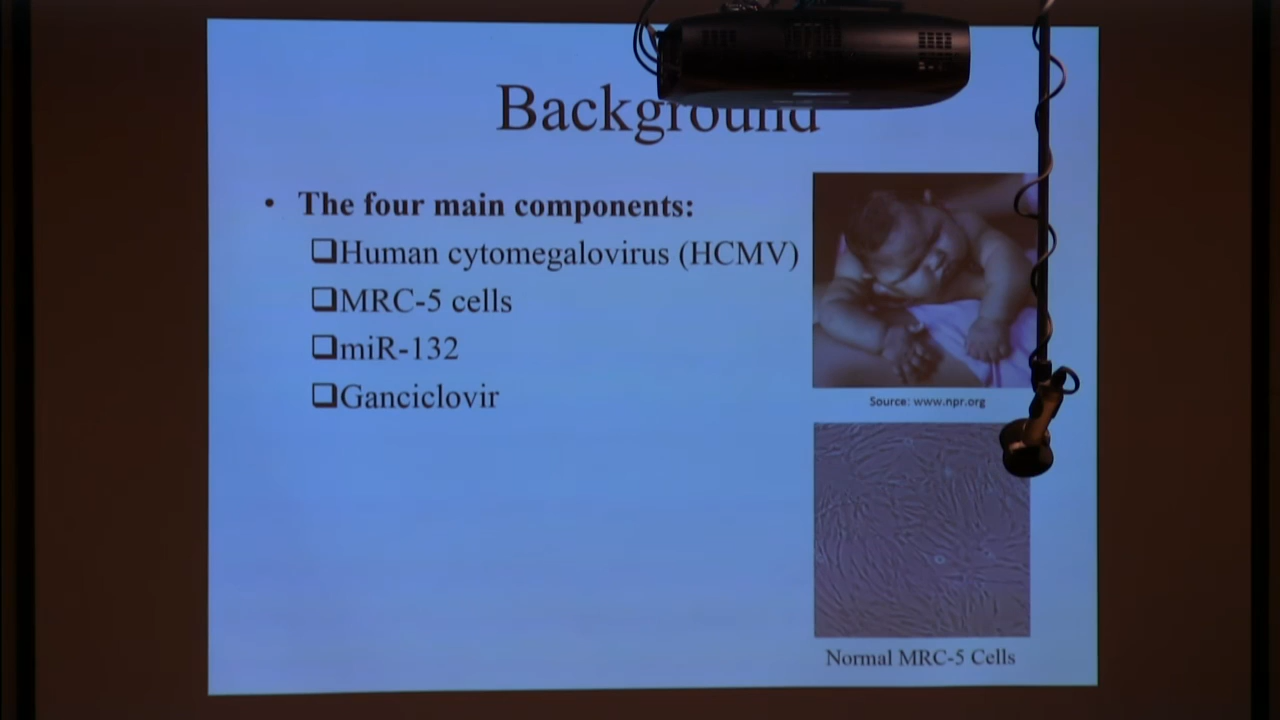 Background
• The four main components:
❑Human cytomegalovirus (HCMV)
❑MRC-5 cells
❑miR-132
❑Ganciclovir
Source: www.npr.org
Normal MRC-5 Cells